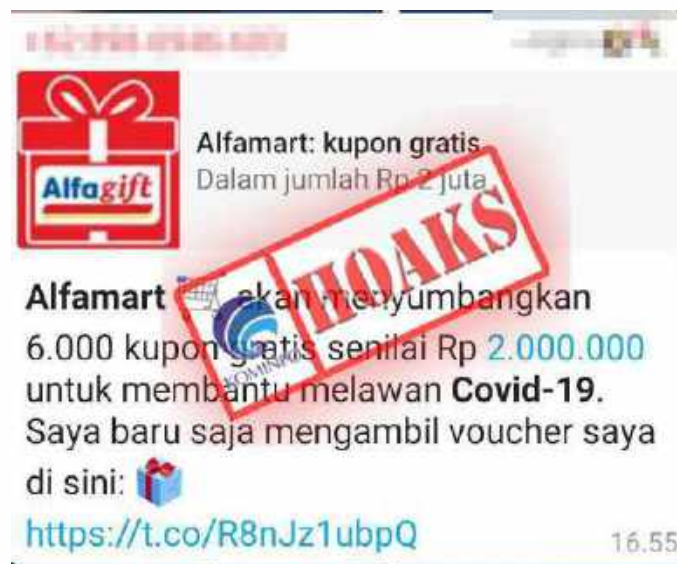 Alfamart: kupon gratis
Dalam jumlah Rp 2 juta
Alfagift
HOAKS
KOMINFO
Alfamart akan menyumbangkan
6.000 kupon gratis senilai Rp 2.000.000
untuk membantu melawan Covid-19.
Saya baru saja mengambil voucher saya
di sini:
https://t.co/R8nJz1ubpQ
16.55